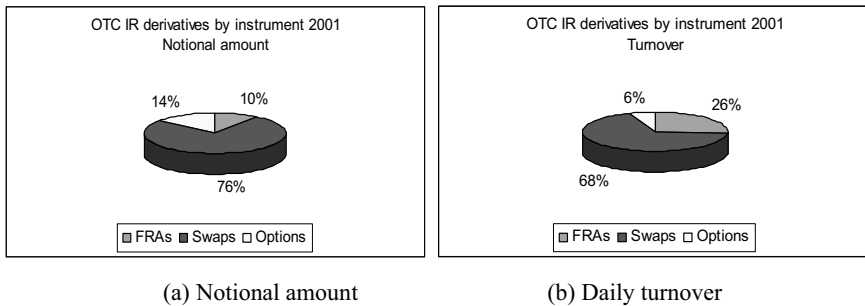 OTC IR derivatives by instrument 2001
Notional amount
14%
10%
76%
FRAs Swaps Options
OTC IR derivatives by instrument 2001
Turnover
6%
26%
68%
FRAs Swaps Options
(a) Notional amount
(b) Daily turnover